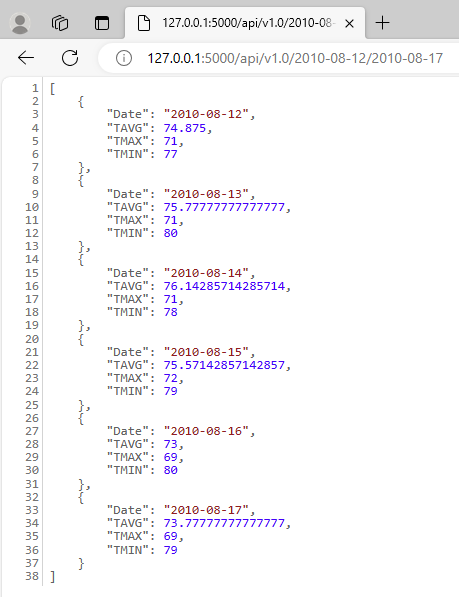 127.0.0.1:5000/api/v1.0/2010-08-
127.0.0.1:5000/api/v1.0/2010-08-12/2010-08-17
1 [
2 {
3 "Date": "2010-08-12",
4 "TAVG": 74.875,
5 "TMAX": 71,
6 "TMIN": 77
7 },
8 {
9 "Date": "2010-08-13",
10 "TAVG": 75.77777777777777,
11 "TMAX": 71,
12 "TMIN": 80
13 },
14 {
15 "Date": "2010-08-14",
16 "TAVG": 76.14285714285714,
17 "TMAX": 71,
18 "TMIN": 78
19 },
20 {
21 "Date": "2010-08-15",
22 "TAVG": 75.57142857142857,
23 "TMAX": 72,
24 "TMIN": 79
25 },
26 {
27 "Date": "2010-08-16",
28 "TAVG": 73,
29 "TMAX": 69,
30 "TMIN": 80
31 },
32 {
33 "Date": "2010-08-17",
34 "TAVG": 73.77777777777777,
35 "TMAX": 69,
36 "TMIN": 79
37 }
38 ]